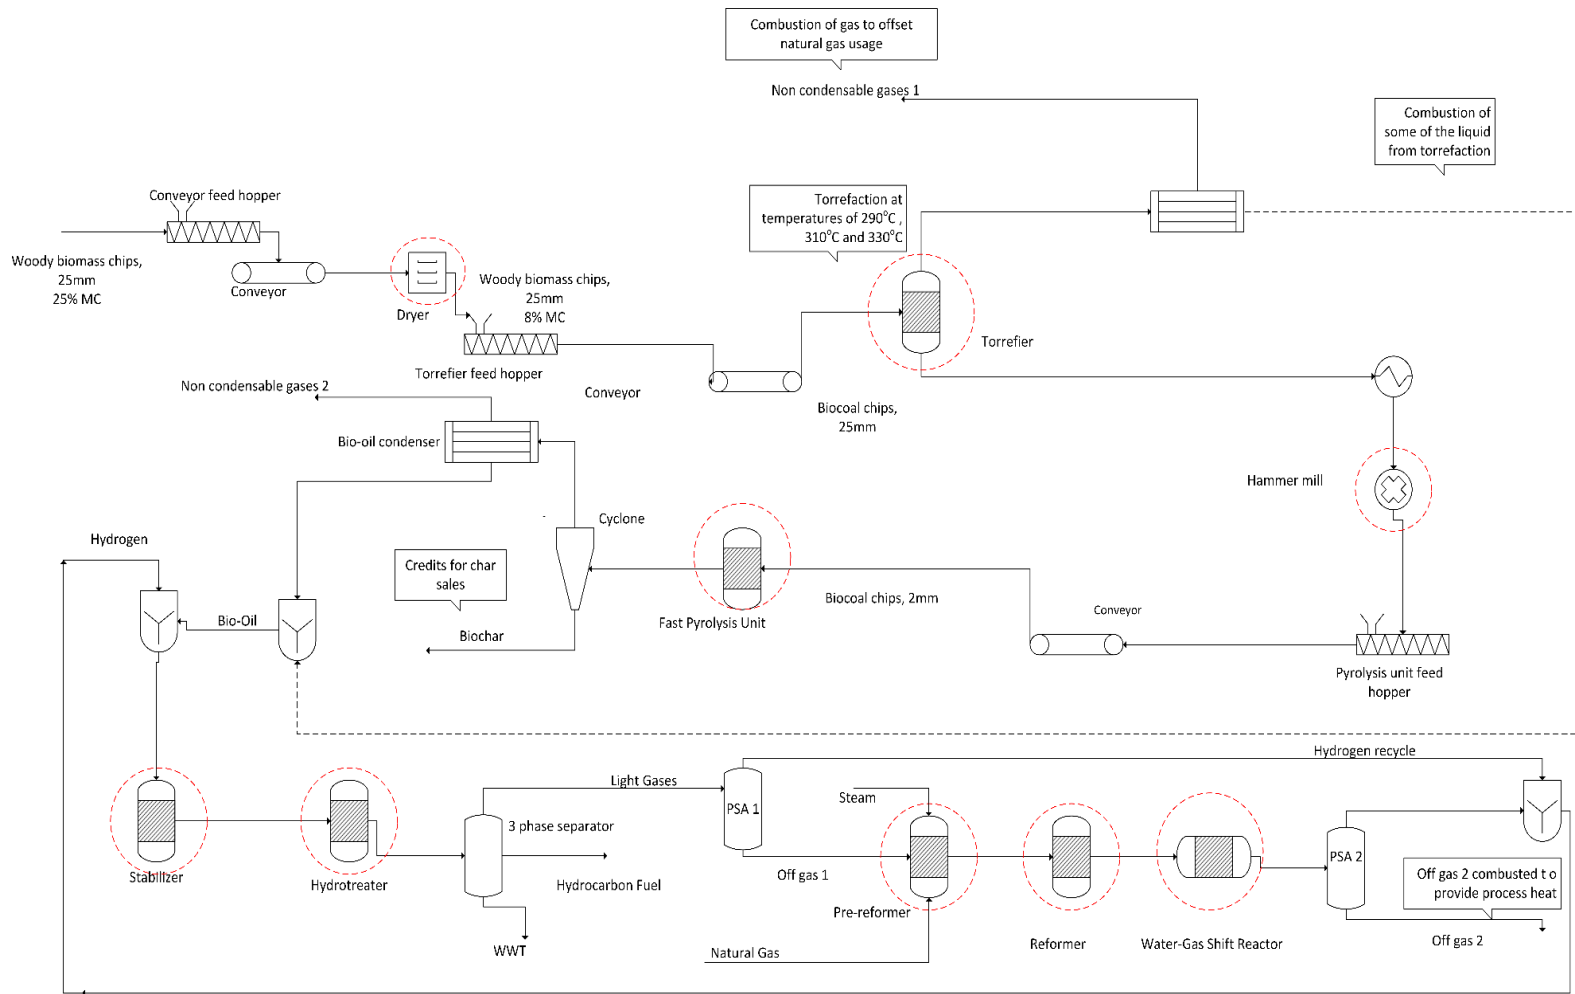 Combustion of gas to offset
natural gas usage
Non condensable gases 1
Combustion of
some of the liquid
from torrefaction
Conveyor feed hopper
Torrefaction at
temperatures of 290°C ,
310°C and 330°C
Woody biomass chips,
25mm
25% MC
Conveyor
Dryer
Woody biomass chips,
25mm
8% MC
Torrefier feed hopper
Torrefier
Non condensable gases 2
Conveyor
Biocoal chips,
25mm
Bio-oil condenser
Hammer mill
Cyclone
Hydrogen
Credits for char
sales
Bio-Oil
Biochar
Fast Pyrolysis Unit
Biocoal chips, 2mm
Conveyor
Pyrolysis unit feed
hopper
Hydrogen recycle
Light Gases
PSA 1
Steam
3 phase separator
Stabilizer
Hydrotreater
Hydrocarbon Fuel
Off gas 1
Pre-reformer
PSA 2
Off gas 2 combusted t o
provide process heat
WWT
Natural Gas
Reformer
Water-Gas Shift Reactor
Off gas 2